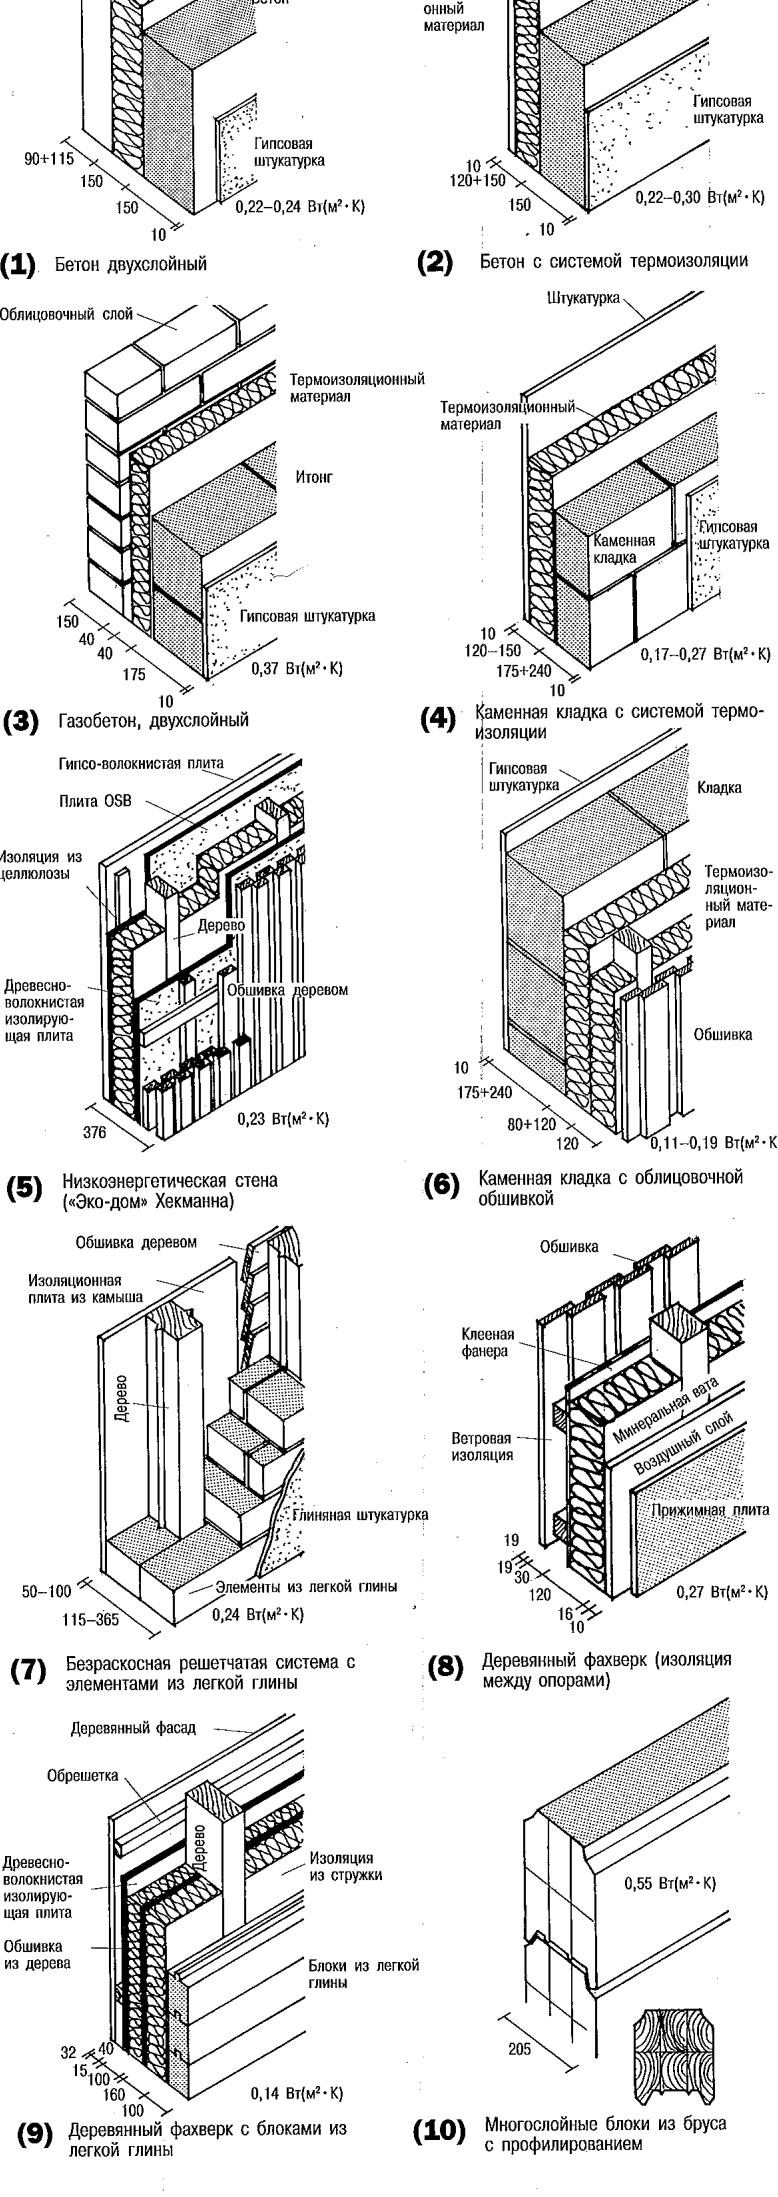 Бетон
Гипсовая
штукатурка
90+115
150
150
10
0,22–0,24 Вт(м²·К)
(1) Бетон двухслойный
онный
материал
Гипсовая
штукатурка
10
120+150
150
10
0,22–0,30 Вт(м²·К)
(2) Бетон с системой термоизоляции
Облицовочный слой
Термоизоляционный
материал
Итонг
Гипсовая штукатурка
150
40
40
175
10
0,37 Вт(м²·К)
(3) Газобетон, двухслойный
Штукатурка
Термоизоляционный
материал
Каменная
кладка
Гипсовая
штукатурка
10
120–150
175+240
10
0,17–0,27 Вт(м²·К)
(4) Каменная кладка с системой термо-
изоляции
Гипсо-волокнистая плита
Плита OSB
Изоляция из
целлюлозы
Дерево
Древесно-
волокнистая
изолирую-
щая плита
Обшивка деревом
376
0,23 Вт(м²·К)
(5) Низкоэнергетическая стена
(«Эко-дом» Хекманна)
Гипсовая
штукатурка
Кладка
Термоизо-
ляцион-
ный мате-
риал
Обшивка
10
175+240
80+120
120
0,11–0,19 Вт(м²·К
(6) Каменная кладка с облицовочной
обшивкой
Обшивка деревом
Изоляционная
плита из камыша
Дерево
Глиняная штукатурка
Элементы из легкой глины
50–100
115–365
0,24 Вт(м²·К)
(7) Безраскосная решетчатая система с
элементами из легкой глины
Обшивка
Клееная
фанера
Минеральная вата
Ветровая
изоляция
Воздушный слой
Прижимная плита
19
19
30
120
16
10
0,27 Вт(м²·К)
(8) Деревянный фахверк (изоляция
между опорами)
Деревянный фасад
Обрешетка
Дерево
Древесно-
волокнистая
изолирую-
щая плита
Изоляция
из стружки
Обшивка
из дерева
Блоки из легкой
глины
32
40
15
100
160
100
0,14 Вт(м²·К)
(9) Деревянный фахверк с блоками из
легкой глины
0,55 Вт(м²·К)
205
(10) Многослойные блоки из бруса
с профилированием